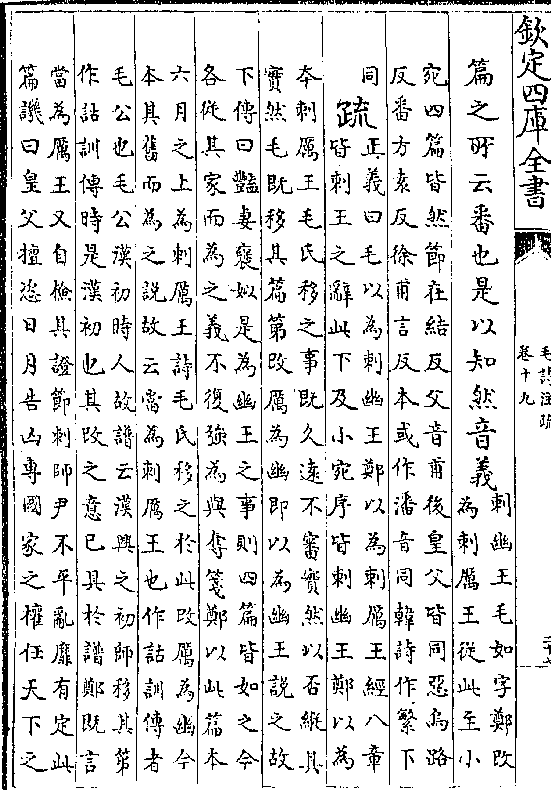 欽定四庫全書
毛詩注疏
卷十九
篇之所云番也是以知然音義
刺幽王毛如字鄭改
為刺厲王從此至小
宛四篇皆然節在結反父音甫後皇父皆同惡烏路
反番方袁反徐甫言反本或作潘音同韓詩作繁下
同
疏
正義曰毛以為刺幽王鄭以為刺厲王經八章
皆刺王之辭此下及小宛序皆刺幽王鄭以為
本刺厲王毛氏移之事既久遠不審實然以否縱其
實然毛既移其篇第改厲為幽即以為幽王說之故
下傳曰豔妻褒姒是為幽王之事則四篇皆如之今
各從其家而為之義不復強為與奪箋鄭以此篇本
六月之上為刺厲王詩毛氏移之於此改厲為幽今
本其舊而為之說故云當為刺厲王也作詁訓傳者
毛公也毛公漢初時人故譜云漢興之初師移其第
作詁訓傳時是漢初也其改之意已具於譜鄭既言
當為厲王又自檢其證節刺師尹不平亂靡有定此
篇譏曰皇父擅恣日月告凶專國家之權任天下之